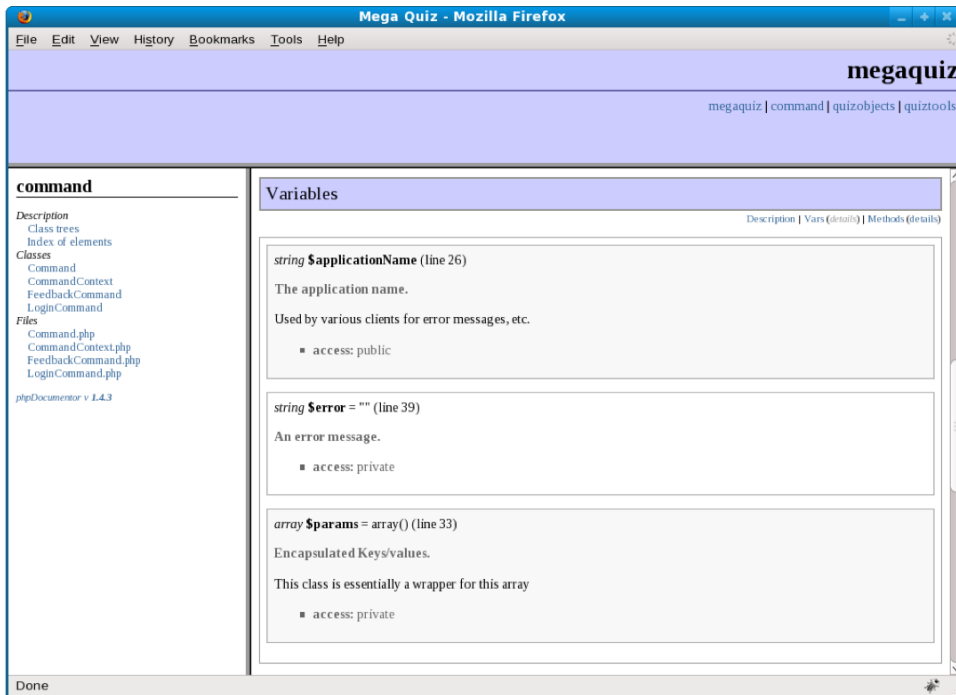 Mega Quiz - Mozilla Firefox
File Edit View History Bookmarks Tools Help
megaquiz
megaquiz | command | quizobjects | quiztools
command
Description
Class trees
Index of elements
Classes
Command
CommandContext
FeedbackCommand
LoginCommand
Files
Command.php
CommandContext.php
FeedbackCommand.php
LoginCommand.php
phpDocumentor v 1.4.3
Variables
Description | Vars (details) | Methods (details)
string $applicationName (line 26)
The application name.
Used by various clients for error messages, etc.
access: public
string $error = "" (line 39)
An error message.
access: private
array $params = array() (line 33)
Encapsulated Keys/values.
This class is essentially a wrapper for this array
access: private
Done